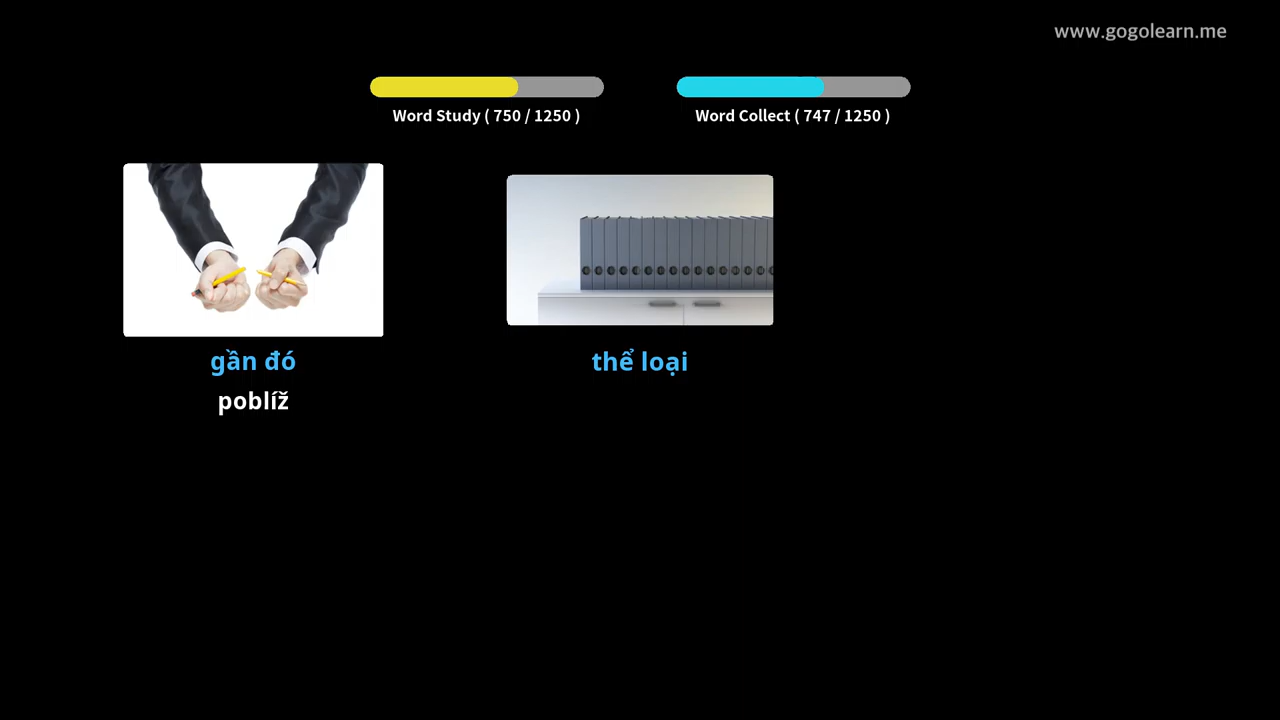 www.gogolearn.me
Word Study ( 750 / 1250 )
Word Collect ( 747 / 1250 )
gần đó
poblíž
thể loại